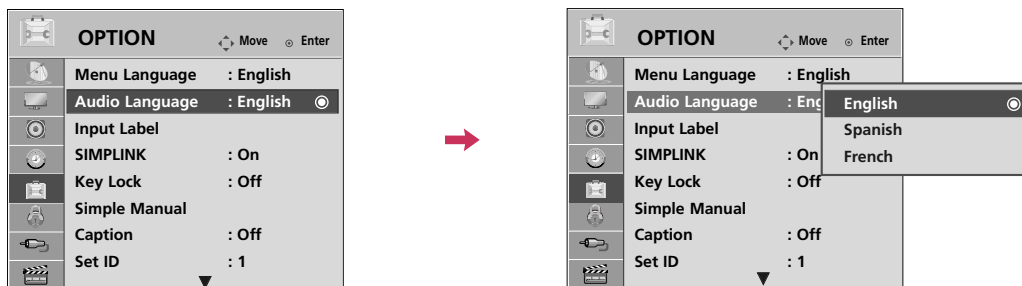 OPTION Move Enter
Menu Language : English
Audio Language : English
Input Label
SIMPLINK : On
Key Lock : Off
Simple Manual
Caption : Off
Set ID : 1
OPTION Move Enter
Menu Language : English
Audio Language : Eng
Input Label
SIMPLINK : On
Key Lock : Off
Simple Manual
Caption : Off
Set ID : 1
English
Spanish
French